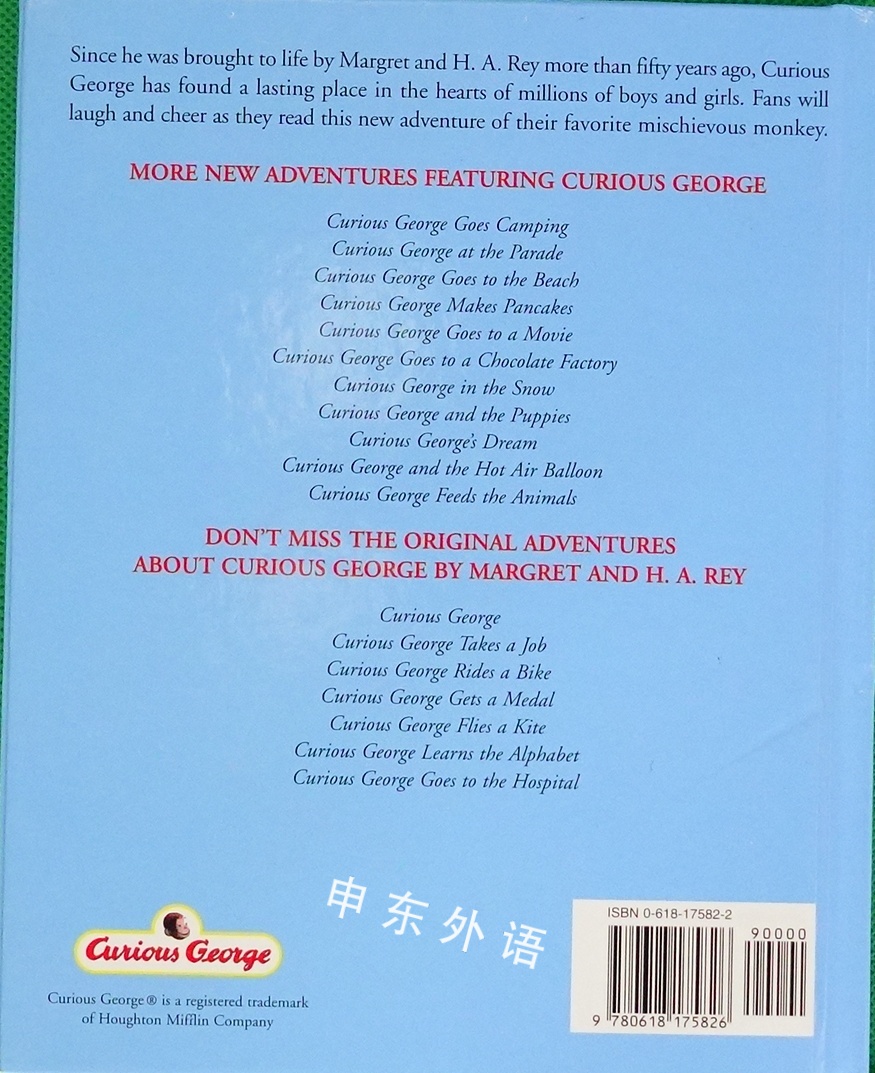 Since he was brought to life by Margret and H. A. Rey more than fifty years ago, Curious
George has found a lasting place in the hearts of millions of boys and girls. Fans will
laugh and cheer as they read this new adventure of their favorite mischievous monkey.
MORE NEW ADVENTURES FEATURING CURIOUS GEORGE
Curious George Goes Camping
Curious George at the Parade
Curious George Goes to the Beach
Curious George Makes Pancakes
Curious George Goes to a Movie
Curious George Goes to a Chocolate Factory
Curious George in the Snow
Curious George and the Puppies
Curious George's Dream
Curious George and the Hot Air Balloon
Curious George Feeds the Animals
DON'T MISS THE ORIGINAL ADVENTURES
ABOUT CURIOUS GEORGE BY MARGRET AND H. A. REY
Curious George
Curious George Takes a Job
Curious George Rides a Bike
Curious George Gets a Medal
Curious George Flies a Kite
Curious George Learns the Alphabet
Curious George Goes to the Hospital
申东外语
Curious George
Curious George® is a registered trademark
of Houghton Mifflin Company
ISBN 0-618-17582-2
90000
9 780618 175826